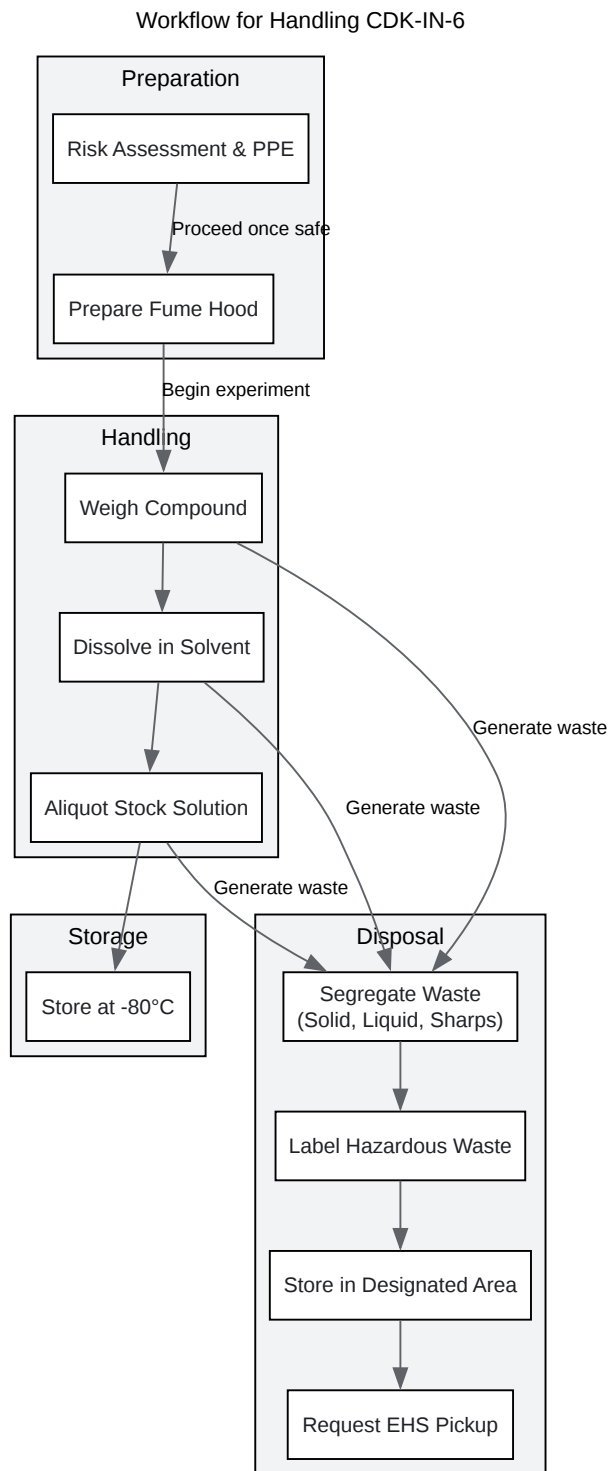 Workflow for Handling CDK-IN-6
Preparation
Risk Assessment & PPE
Proceed once safe
Prepare Fume Hood
Begin experiment
Handling
Weigh Compound
Dissolve in Solvent
Generate waste
Aliquot Stock Solution
Generate waste
Generate waste
Storage
Store at -80°C
Disposal
Segregate Waste
(Solid, Liquid, Sharps)
Label Hazardous Waste
Store in Designated Area
Request EHS Pickup